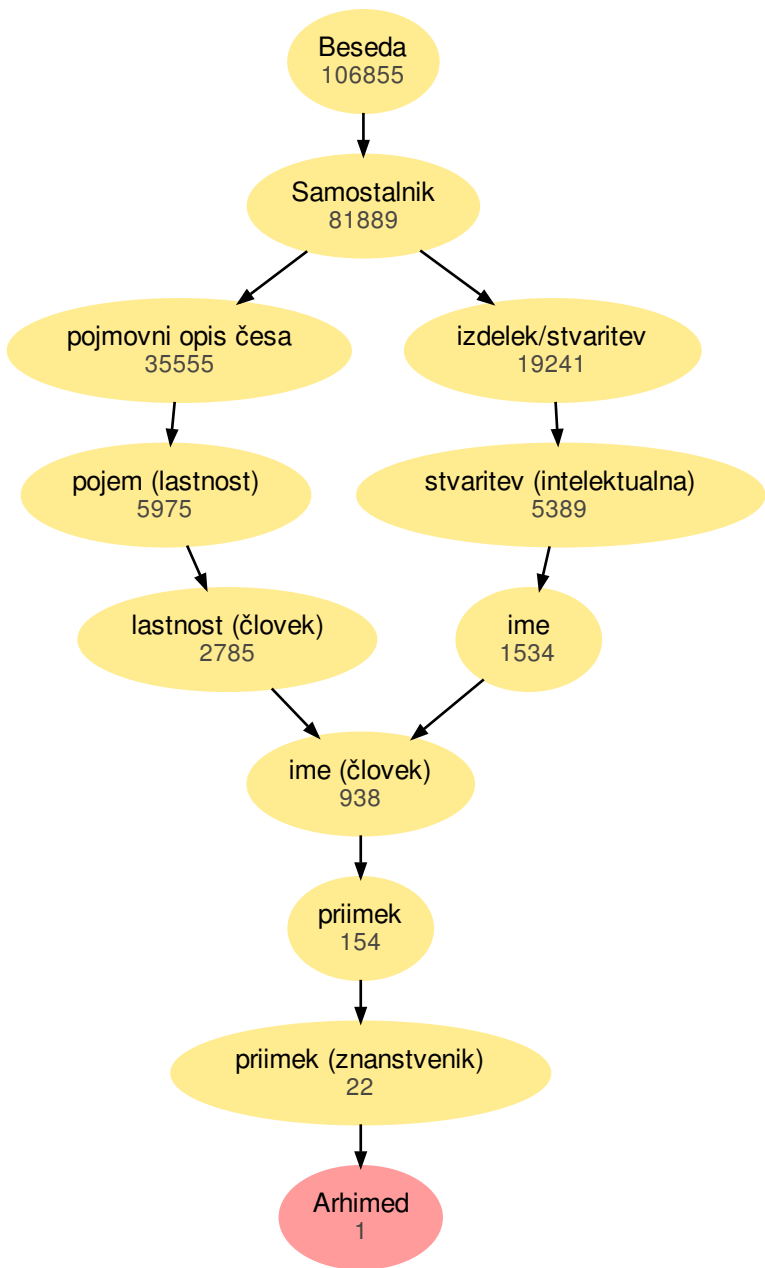 Beseda
106855
Samostalnik
81889
pojmovni opis česa
35555
izdelek/stvaritev
19241
pojem (lastnost)
5975
stvaritev (intelektualna)
5389
lastnost (človek)
2785
ime
1534
ime (človek)
938
priimek
154
priimek (znanstvenik)
22
Arhimed
1